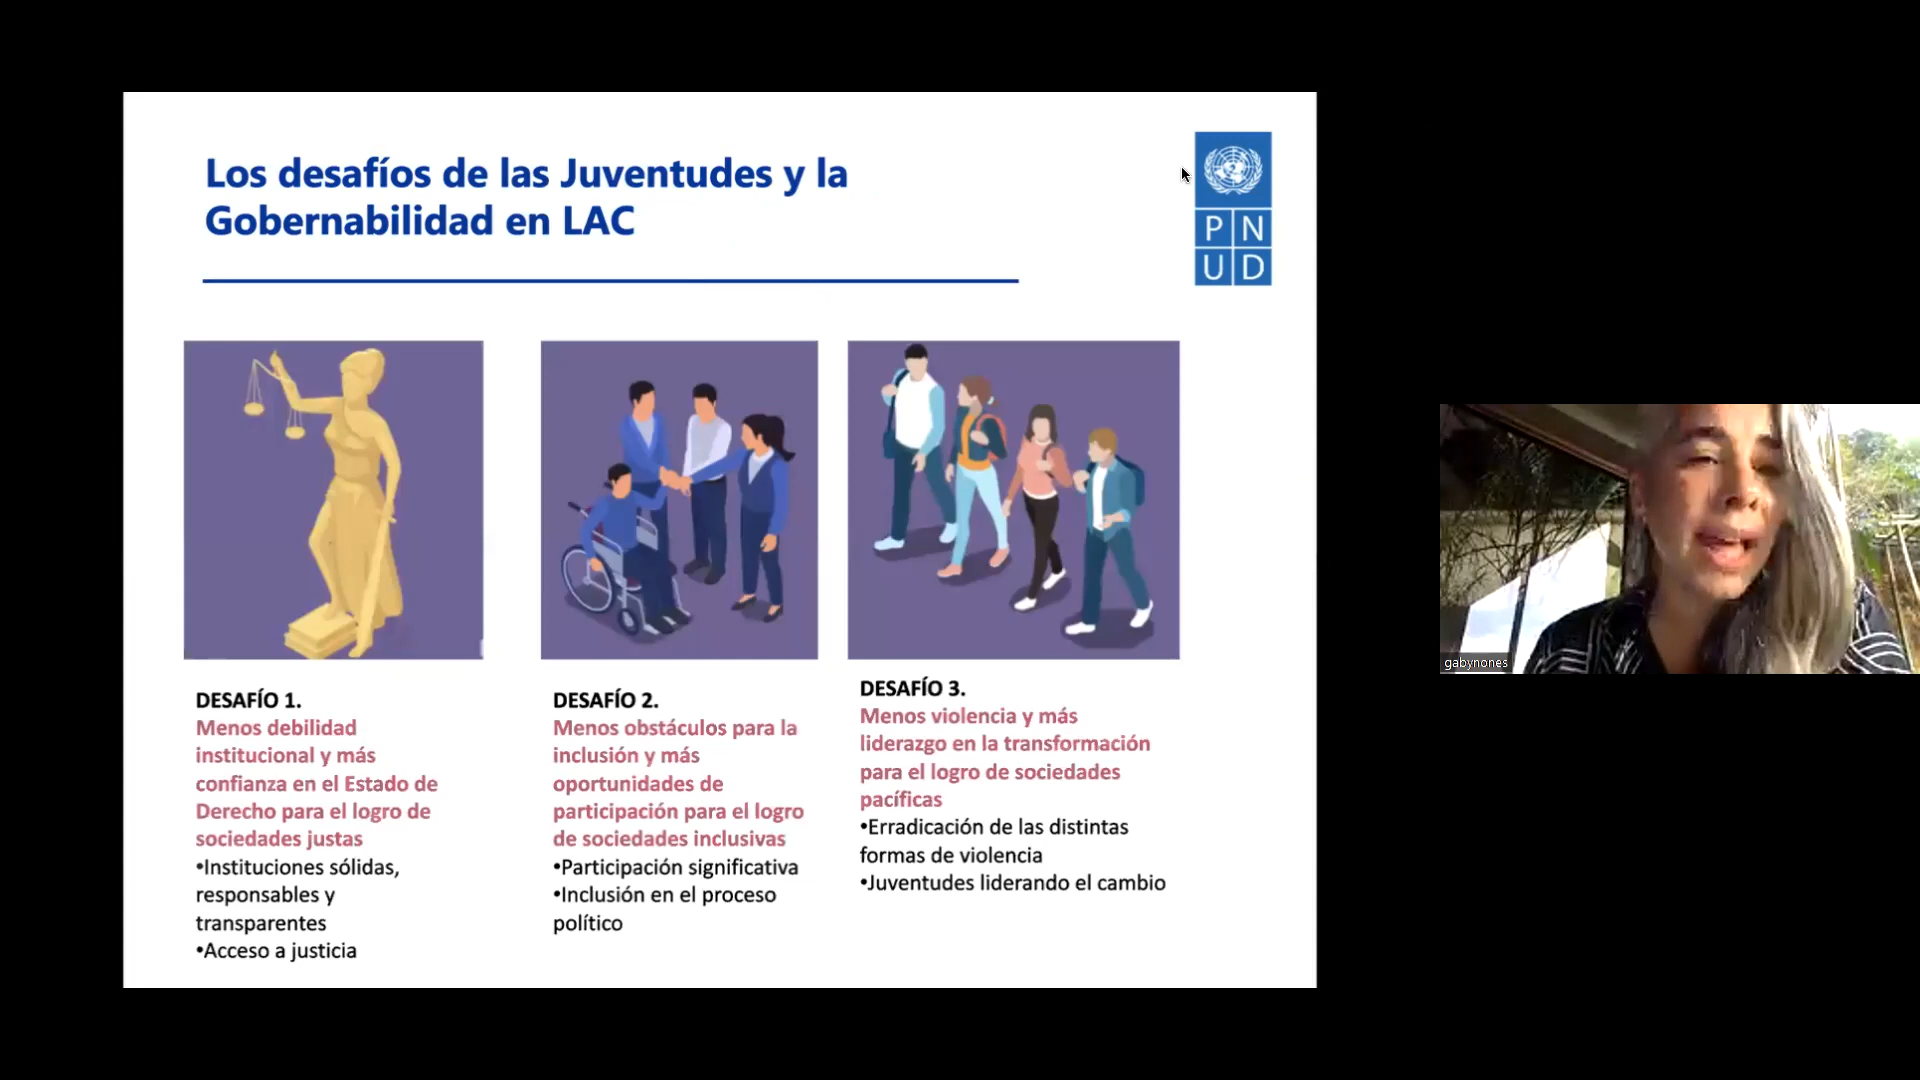 Los desafíos de las Juventudes y la
Gobernabilidad en LAC
P N
U D
DESAFÍO 1.
Menos debilidad
institucional y más
confianza en el Estado de
Derecho para el logro de
sociedades justas
•Instituciones sólidas,
responsables y
transparentes
•Acceso a justicia
DESAFÍO 2.
Menos obstáculos para la
inclusión y más
oportunidades de
participación para el logro
de sociedades inclusivas
•Participación significativa
•Inclusión en el proceso
político
DESAFÍO 3.
Menos violencia y más
liderazgo en la transformación
para el logro de sociedades
pacíficas
•Erradicación de las distintas
formas de violencia
•Juventudes liderando el cambio
gabynones